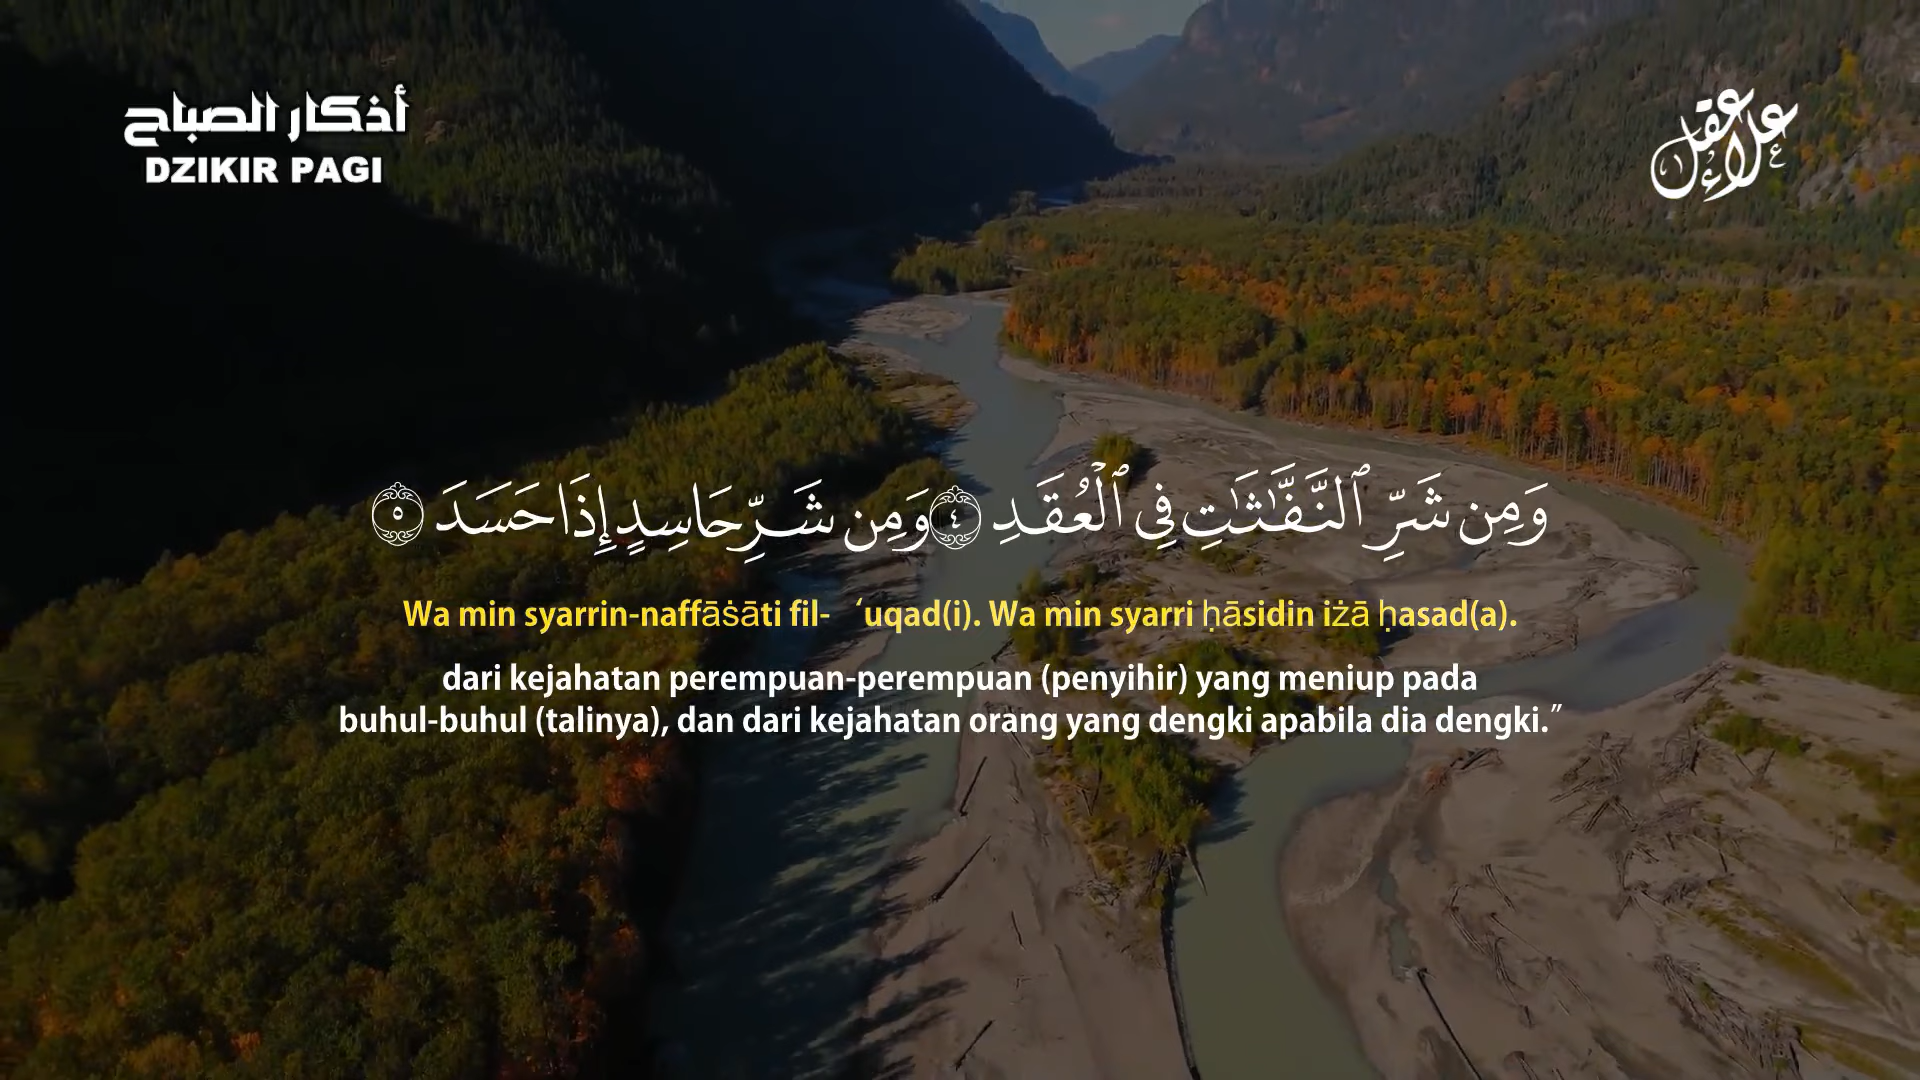 أذكار الصباح
DZIKIR PAGI
علاء عقل
وَمِن شَرِّ ٱلنَّفَّٰثَٰتِ فِي ٱلْعُقَدِ ٤ وَمِن شَرِّ حَاسِدٍ إِذَا حَسَدَ ٥
Wa min syarrin-naffāṡāti fil- ‘uqad(i). Wa min syarri ḥāsidin iżā ḥasad(a).
dari kejahatan perempuan-perempuan (penyihir) yang meniup pada
buhul-buhul (talinya), dan dari kejahatan orang yang dengki apabila dia dengki.”